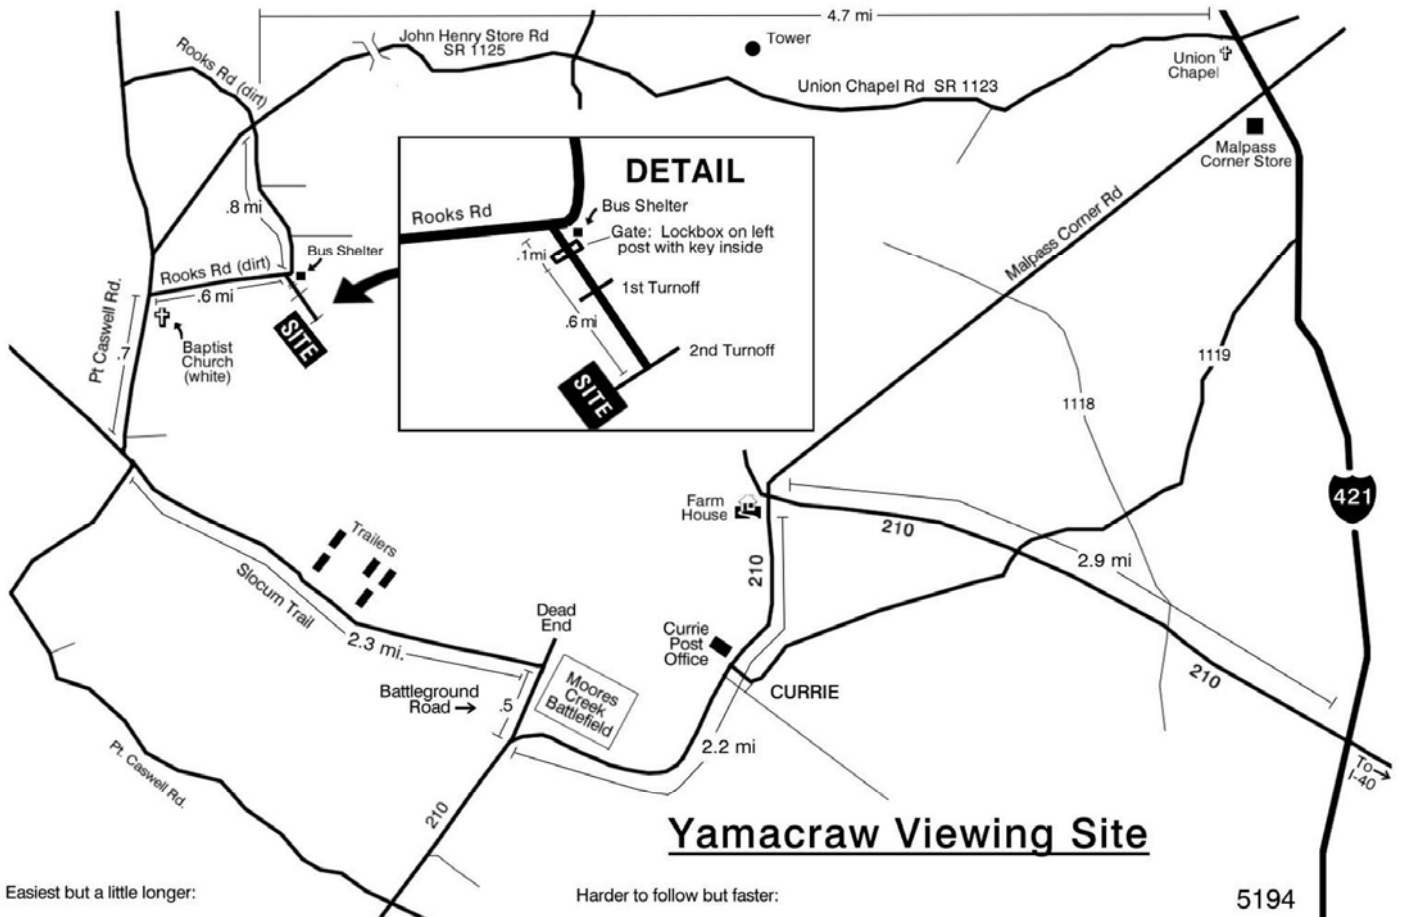 4.7 mi
John Henry Store Rd
SR 1125
Tower
Rooks Rd (dirt)
Union
Chapel
Union Chapel Rd SR 1123
Malpass
Corner Store
DETAIL
Rooks Rd
Bus Shelter
Gate: Lockbox on left
post with key inside
.1mi
1st Turnoff
.6 mi
2nd Turnoff
SITE
.8 mi
Bus Shelter
Rooks Rd (dirt)
.6 mi
Malpass Corner Rd
Pt Caswell Rd.
.7
Baptist
Church
(white)
SITE
1119
1118
421
Farm
House
210
2.9 mi
210
Trailers
Slocum Trail
2.3 mi.
Dead
End
Currie
Post
Office
CURRIE
210
Battleground
Road
.5
Moores
Creek
Battlefield
2.2 mi
Pt. Caswell Rd.
210
To
I-40
Yamacraw Viewing Site
Easiest but a little longer:
Harder to follow but faster:
5194